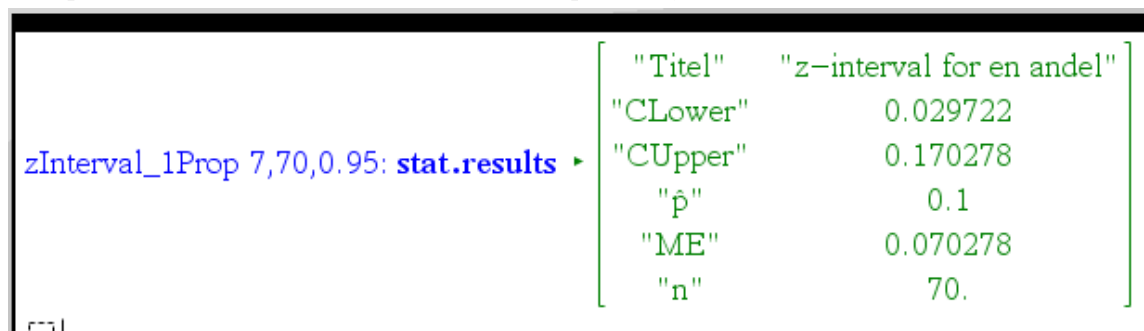 zInterval_1Prop 7,70,0.95: stat.results ▸
"Titel" "z−interval for en andel"
"CLower" 0.029722
"CUpper" 0.170278
"p̂" 0.1
"ME" 0.070278
"n" 70.